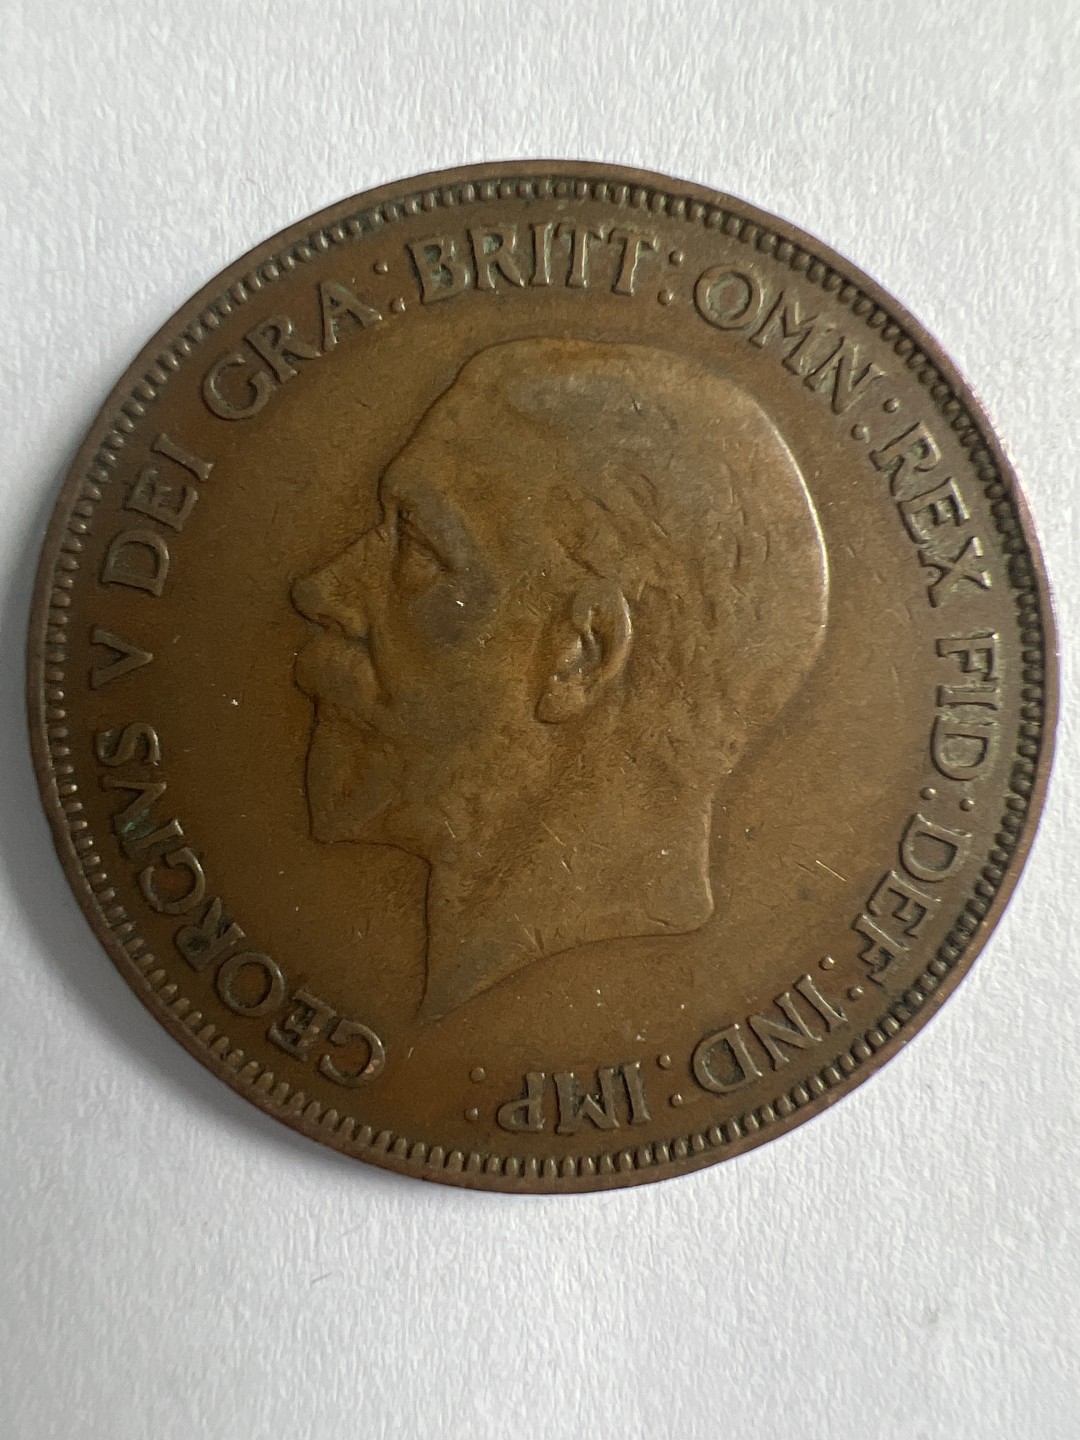 GEORGIVS V DEI GRA: BRITT: OMN: REX FID: DEF: IND: IMP: